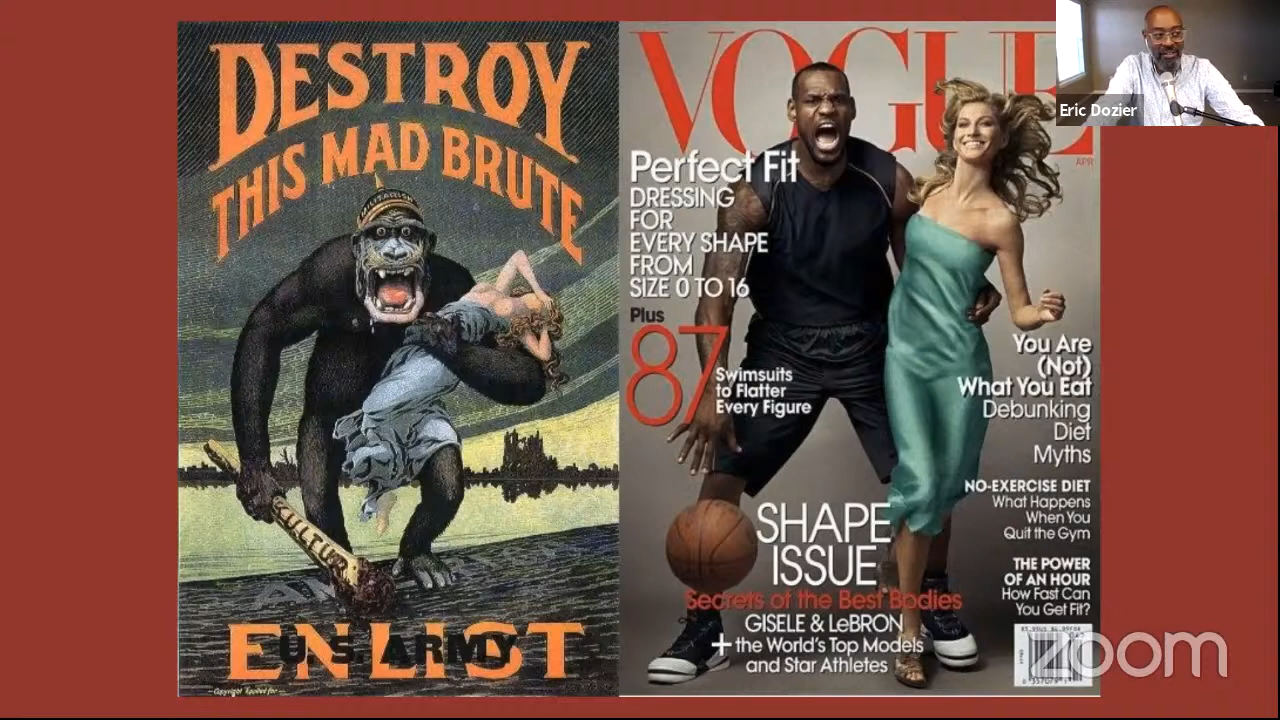 DESTROY
THIS MAD BRUTE
MILITARISM
KULTUR
ENLIST
U.S. ARMY
VOGUE
APR
Perfect Fit
DRESSING
FOR
EVERY SHAPE
FROM
SIZE 0 TO 16
Plus
87
Swimsuits
to Flatter
Every Figure
You Are
(Not)
What You Eat
Debunking
Diet
Myths
NO-EXERCISE DIET
What Happens
When You
Quit the Gym
THE POWER
OF AN HOUR
How Fast Can
You Get Fit?
SHAPE
ISSUE
Secrets of the Best Bodies
GISELE & LeBRON
+ the World's Top Models
and Star Athletes
Eric Dozier
zoom